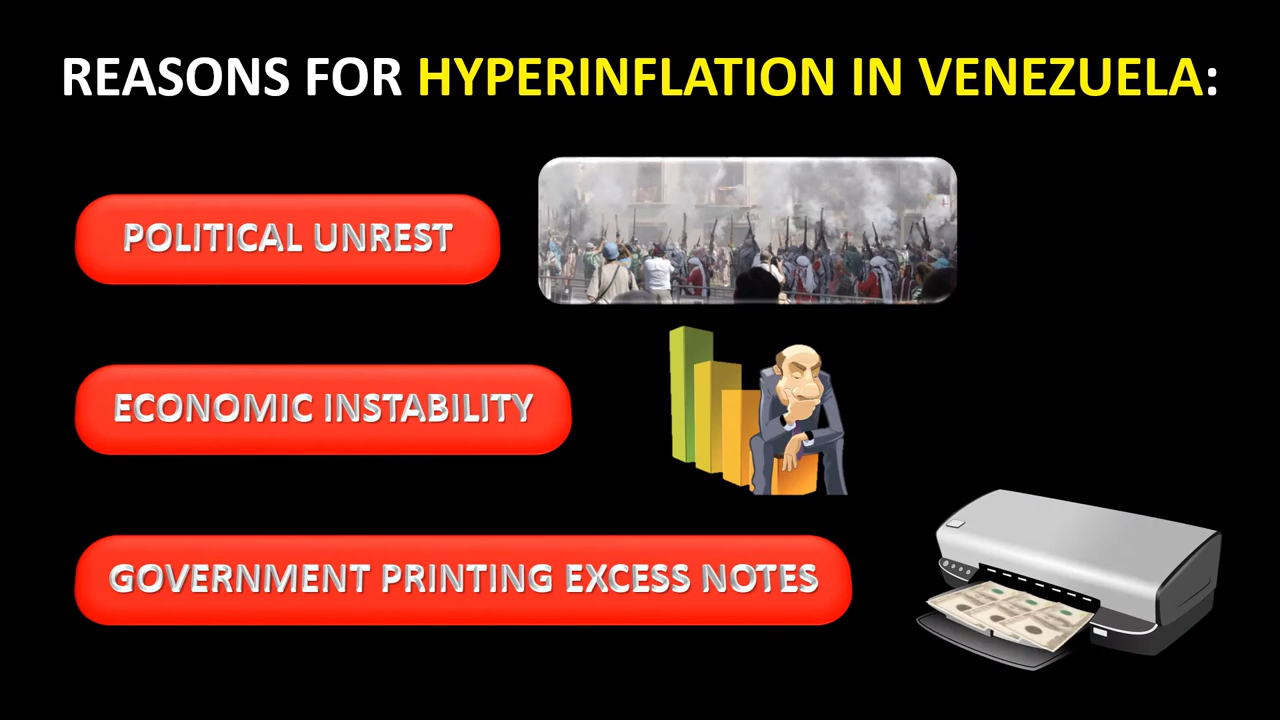 REASONS FOR HYPERINFLATION IN VENEZUELA:
POLITICAL UNREST
ECONOMIC INSTABILITY
GOVERNMENT PRINTING EXCESS NOTES